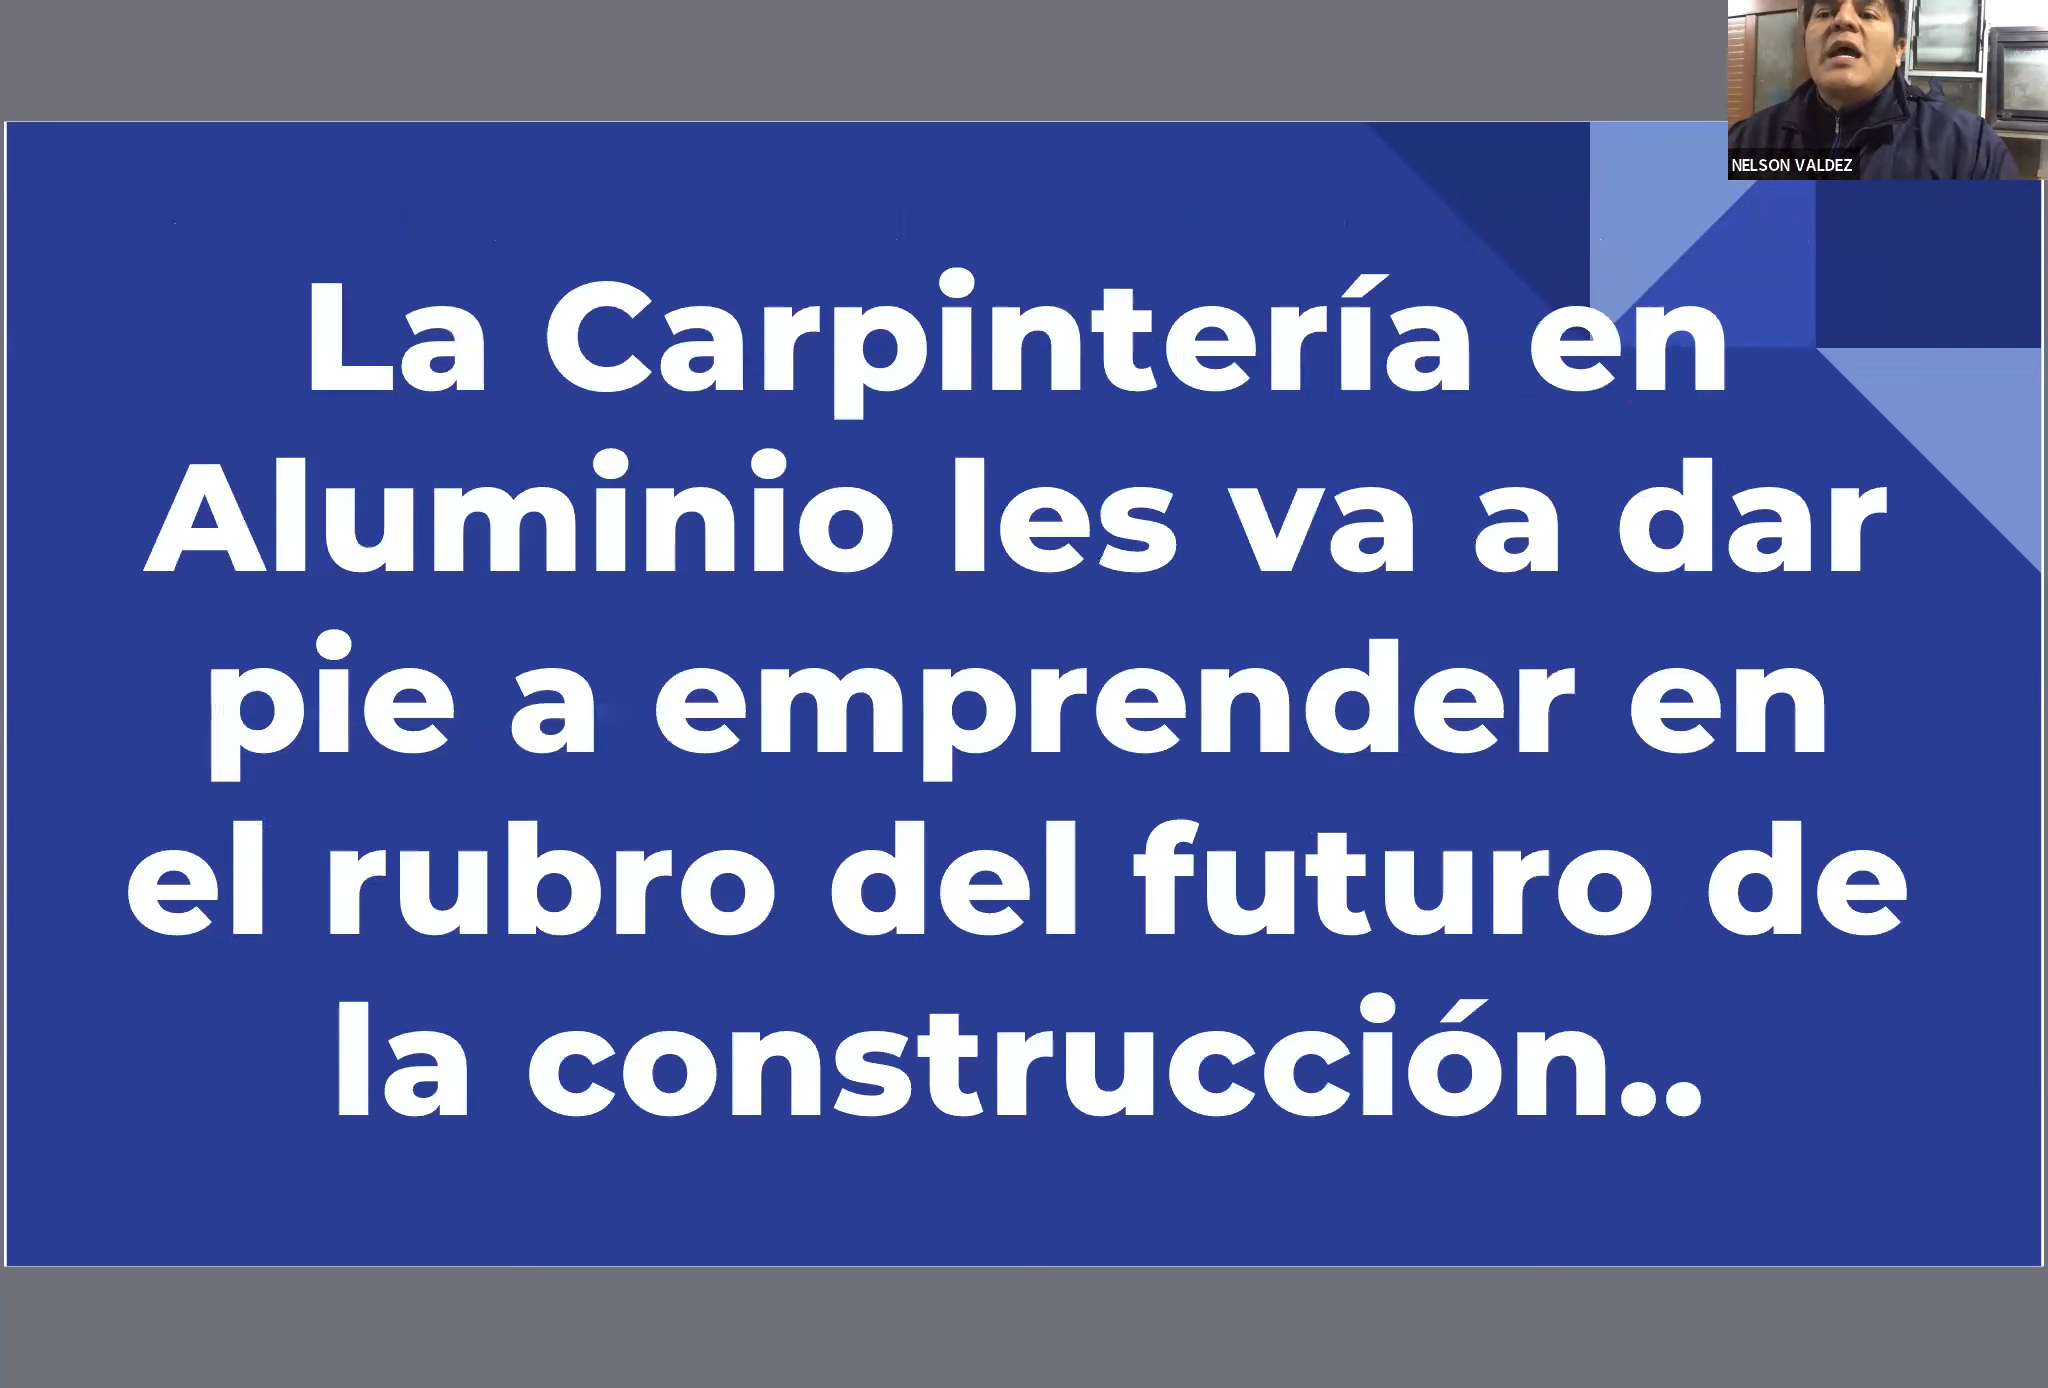 NELSON VALDEZ
La Carpintería en
Aluminio les va a dar
pie a emprender en
el rubro del futuro de
la construcción..